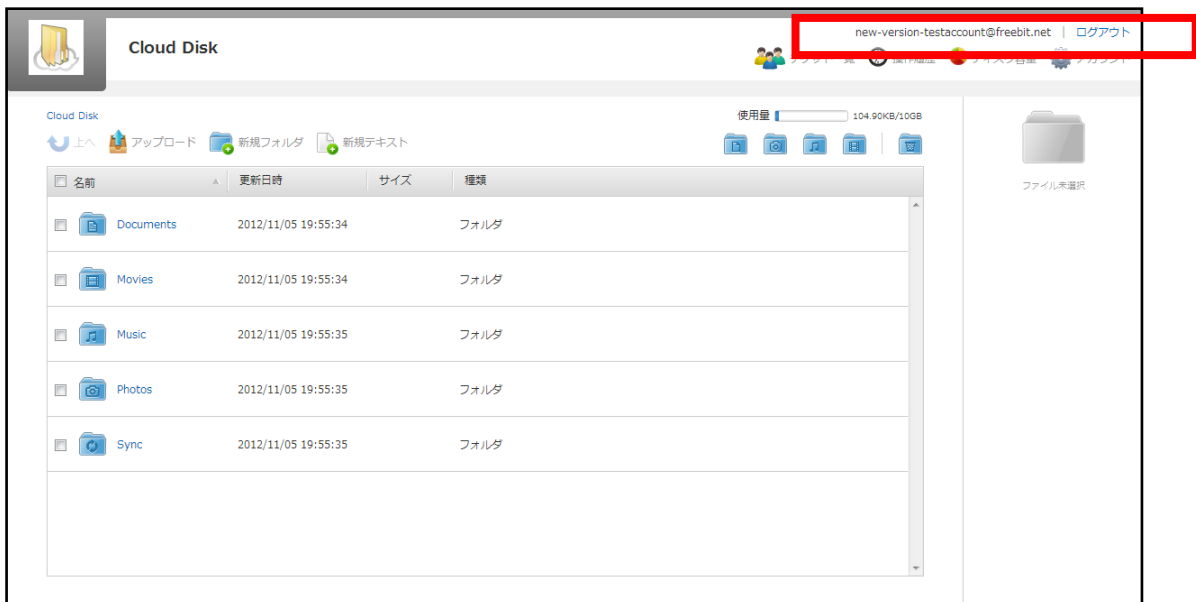 new-version-testaccount@freebit.net | ログアウト
Cloud Disk
Cloud Disk
使用量 104.90KB/10GB
上へ アップロード 新規フォルダ 新規テキスト
名前 更新日時 サイズ 種類
ファイル未選択
Documents 2012/11/05 19:55:34 フォルダ
Movies 2012/11/05 19:55:34 フォルダ
Music 2012/11/05 19:55:35 フォルダ
Photos 2012/11/05 19:55:35 フォルダ
Sync 2012/11/05 19:55:35 フォルダ